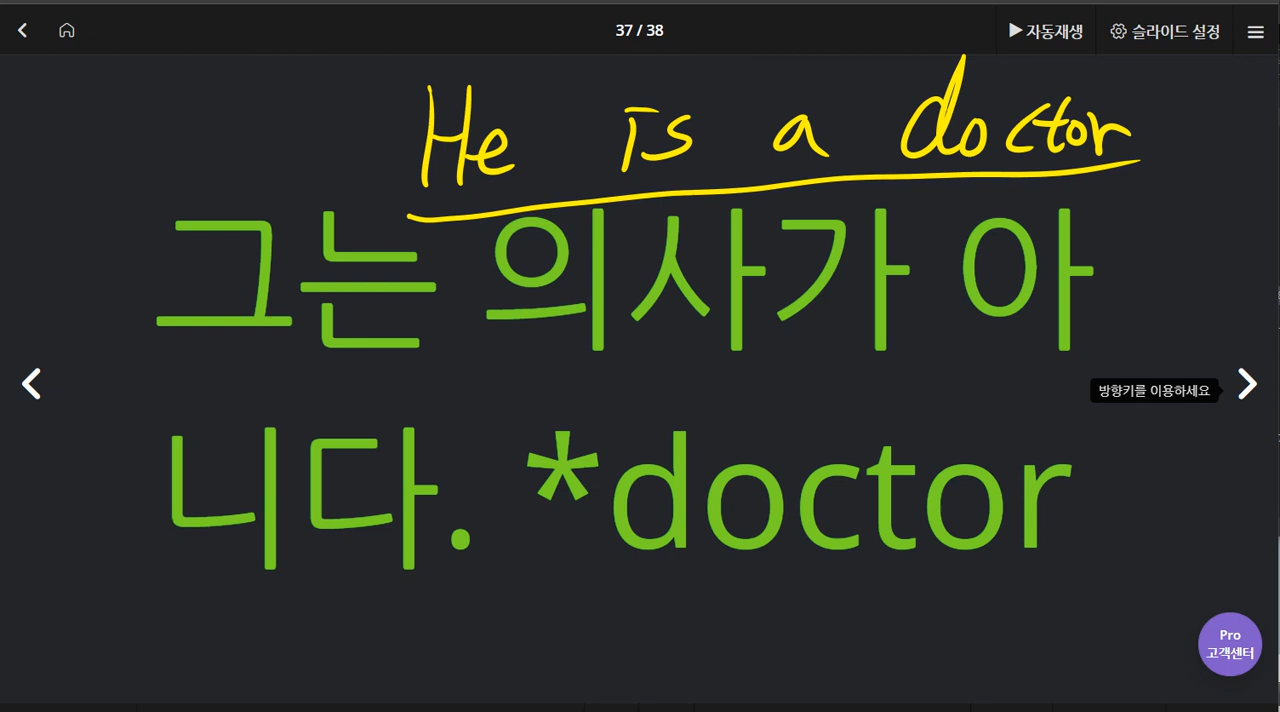 37 / 38
▶ 자동재생
슬라이드 설정
He is a doctor
그는 의사가 아
니다. *doctor
방향키를 이용하세요
Pro
고객센터